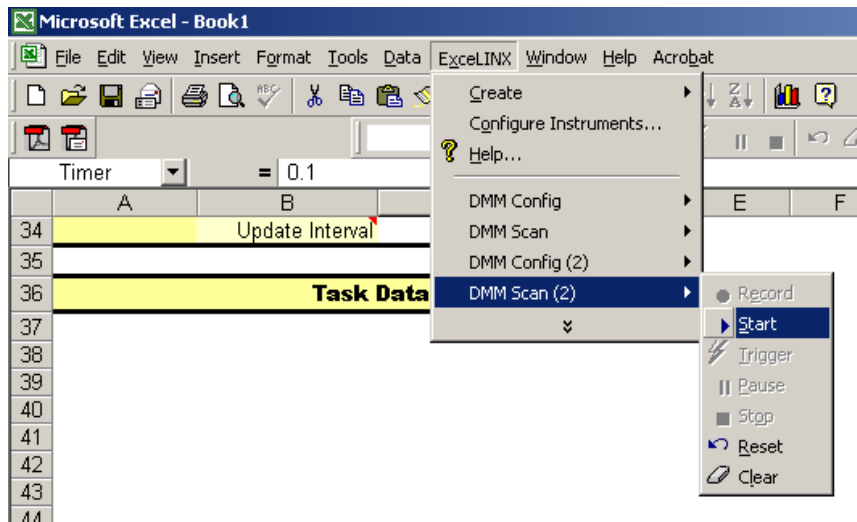 Microsoft Excel - Book1
File Edit View Insert Format Tools Data ExceLINX Window Help Acrobat
ABC
Create
Configure Instruments...
Help...
Timer = 0.1
A B E F
34 Update Interval
DMM Config
DMM Scan
35
DMM Config (2)
36 Task Data
DMM Scan (2)
Record
37
Start
38
Trigger
39
Pause
40
Stop
41
Reset
42
Clear
43
44